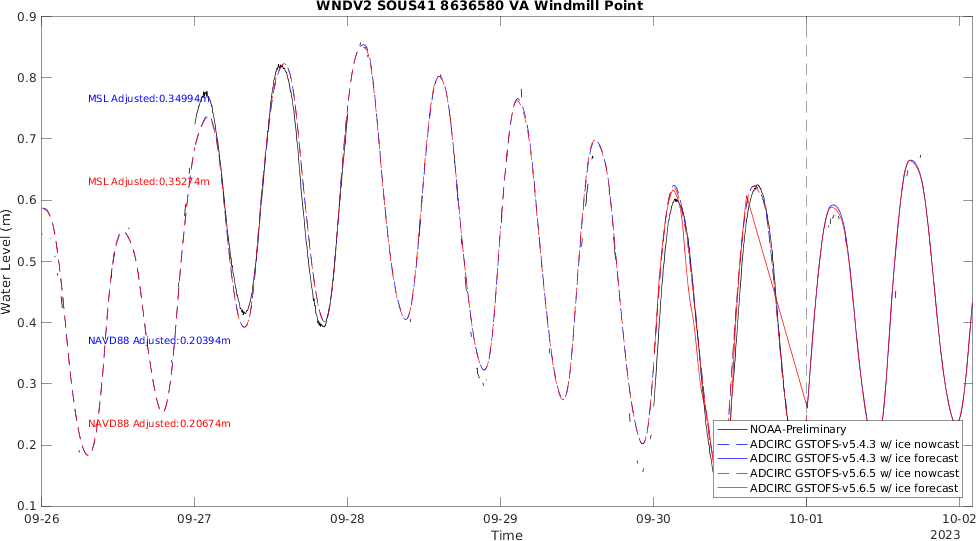 WNDV2 SOUS41 8636580 VA Windmill Point
0.9
0.8
0.7
0.6
0.5
0.4
0.3
0.2
0.1
Water Level (m)
MSL Adjusted:0.34994m
MSL Adjusted:0.35274m
NAVD88 Adjusted:0.20394m
NAVD88 Adjusted:0.20674m
NOAA-Preliminary
ADCIRC GSTOFS-v5.4.3 w/ ice nowcast
ADCIRC GSTOFS-v5.4.3 w/ ice forecast
ADCIRC GSTOFS-v5.6.5 w/ ice nowcast
ADCIRC GSTOFS-v5.6.5 w/ ice forecast
09-26 09-27 09-28 09-29 09-30 10-01 10-02
Time
2023